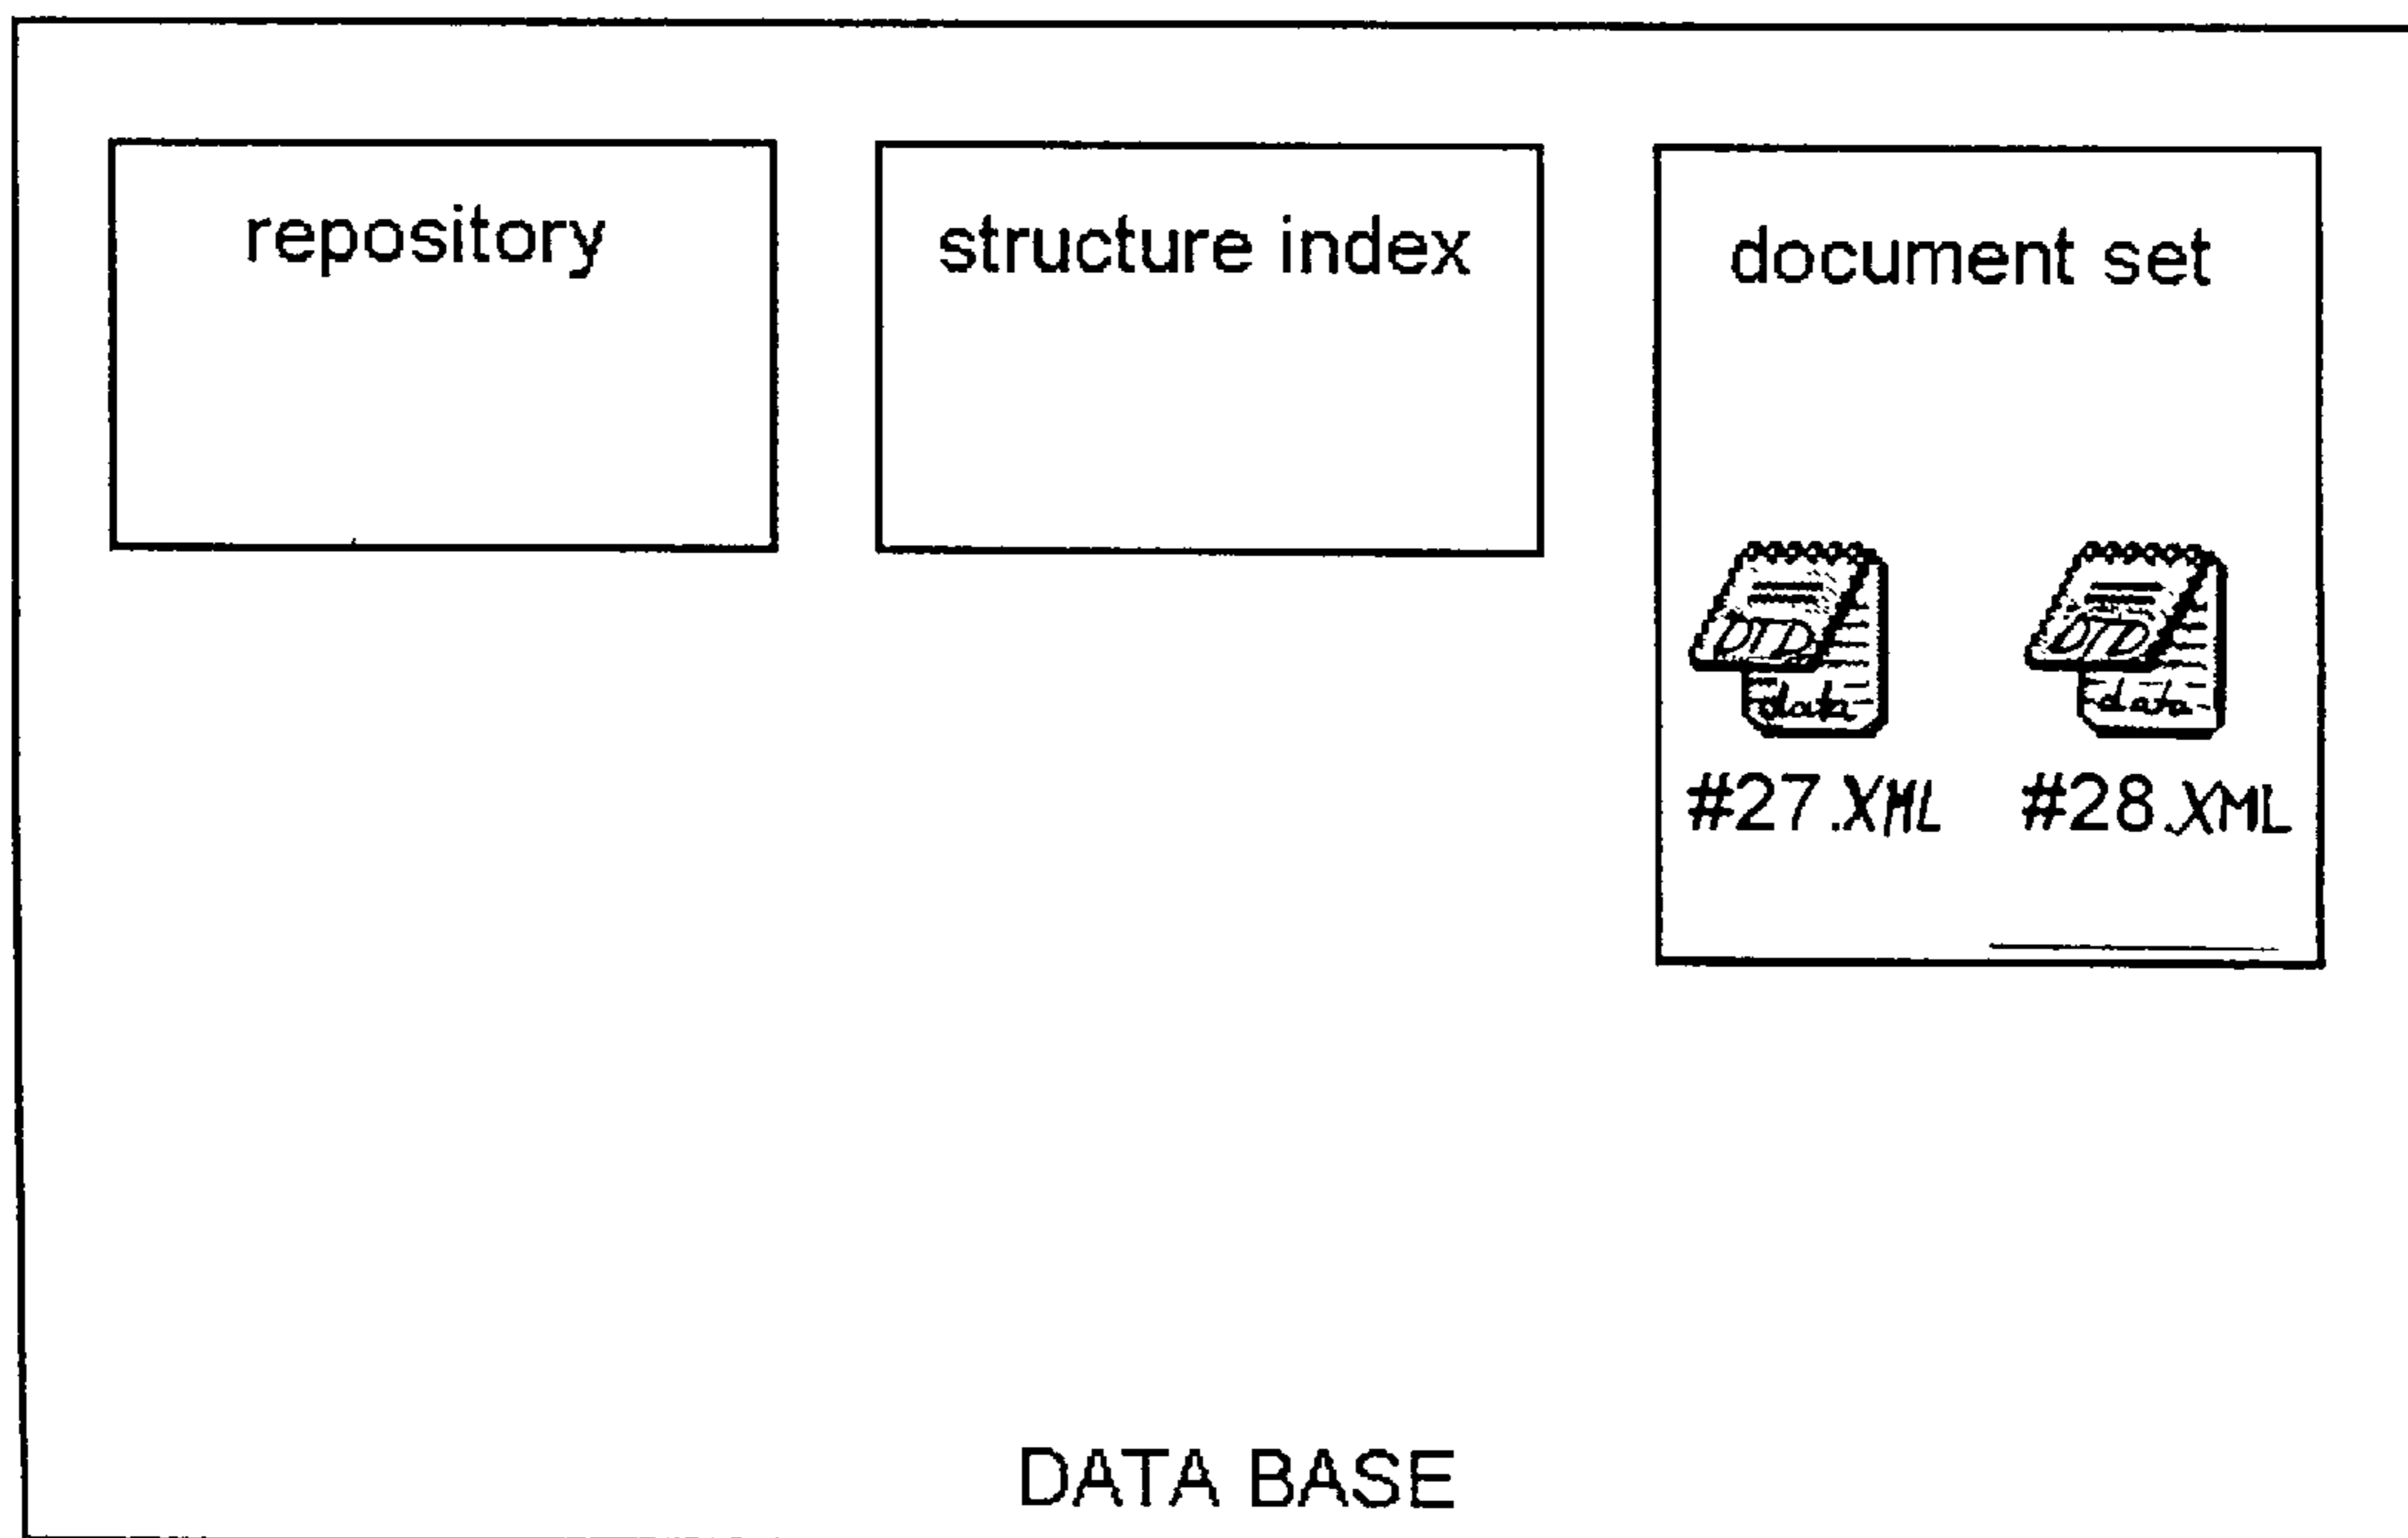 repository
structure index
document set
DTD
data
DTD
data
#27.XML
#28.XML
DATA BASE